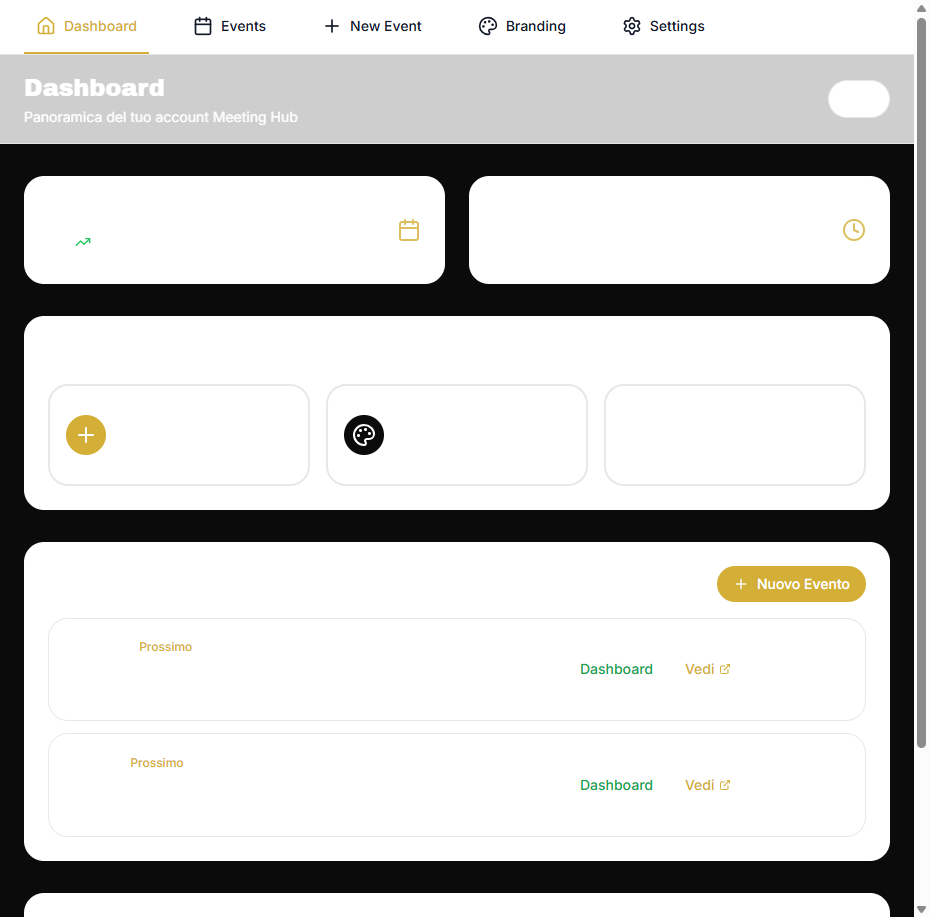 Dashboard
Events
New Event
Branding
Settings
Dashboard
Panoramica del tuo account Meeting Hub
Nuovo Evento
Prossimo
Dashboard
Vedi
Prossimo
Dashboard
Vedi